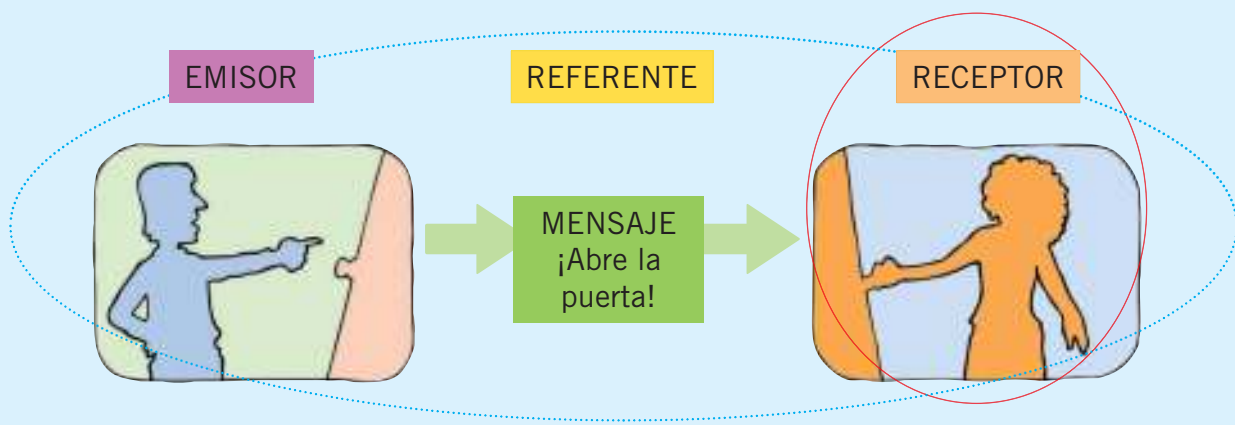 EMISOR
REFERENTE
RECEPTOR
MENSAJE
¡Abre la
puerta!